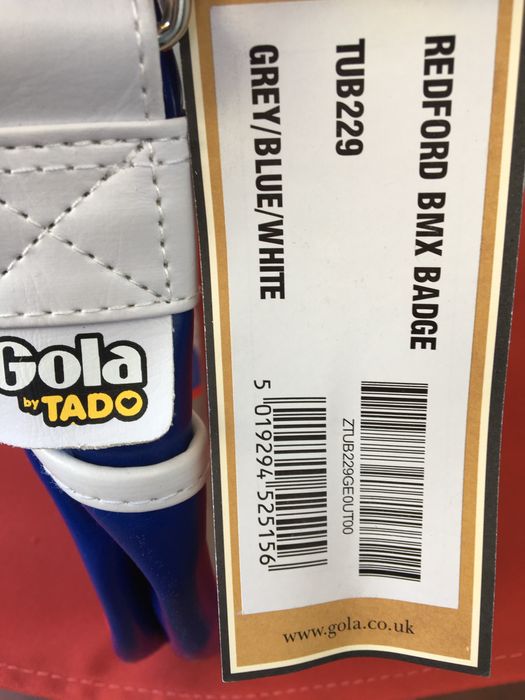 REDFORD BMX BADGE
TUB229
GREY/BLUE/WHITE
ZTUB229GE0UT00
5 019294 525156
www.gola.co.uk
Gola
by TADO